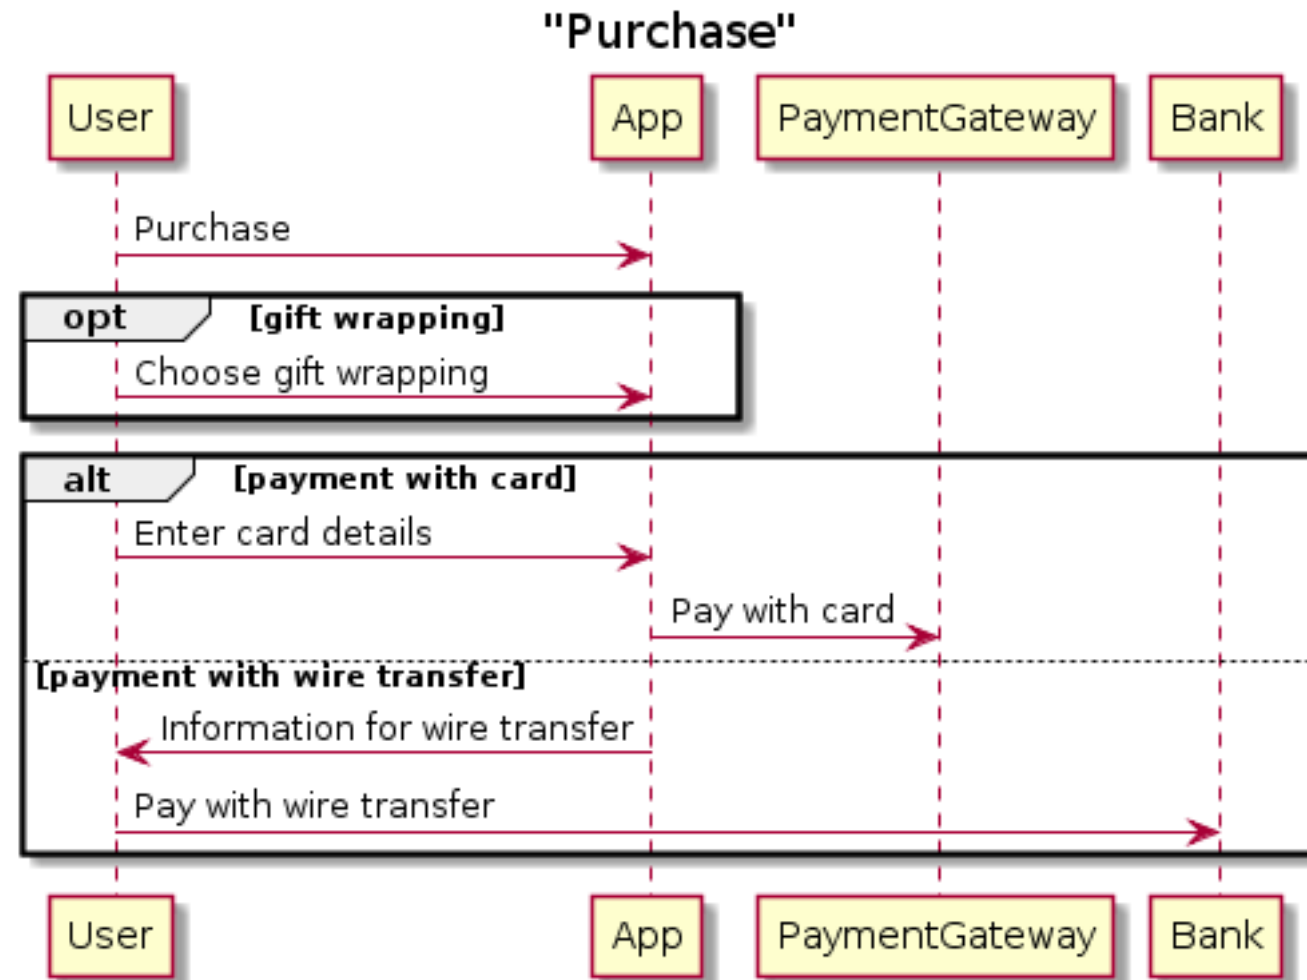 "Purchase"
User App PaymentGateway Bank
Purchase
opt [gift wrapping]
Choose gift wrapping
alt [payment with card]
Enter card details
Pay with card
[payment with wire transfer]
Information for wire transfer
Pay with wire transfer
User App PaymentGateway Bank